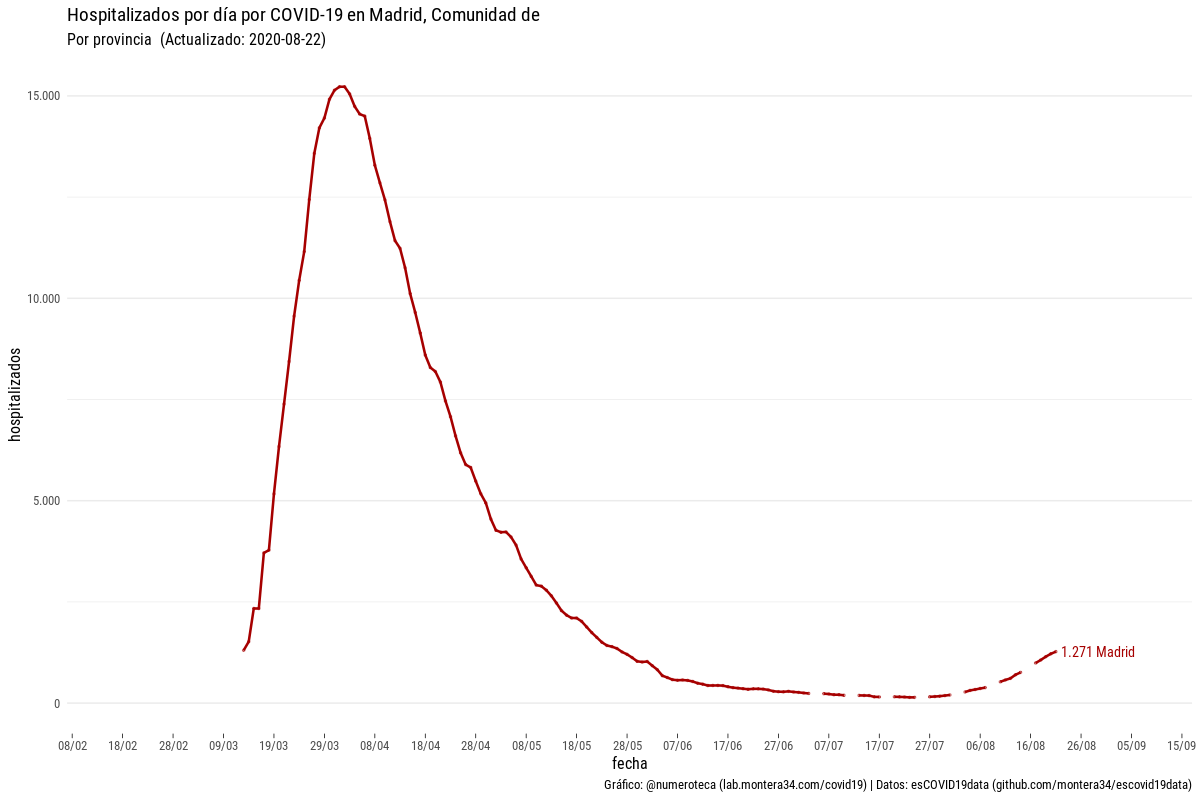 Hospitalizados por día por COVID-19 en Madrid, Comunidad de
Por provincia  (Actualizado: 2020-08-22)
15.000
10.000
5.000
0
hospitalizados
1.271 Madrid
08/02 18/02 28/02 09/03 19/03 29/03 08/04 18/04 28/04 08/05 18/05 28/05 07/06 17/06 27/06 07/07 17/07 27/07 06/08 16/08 26/08 05/09 15/09
fecha
Gráfico: @numeroteca (lab.montera34.com/covid19) | Datos: esCOVID19data (github.com/montera34/escovid19data)